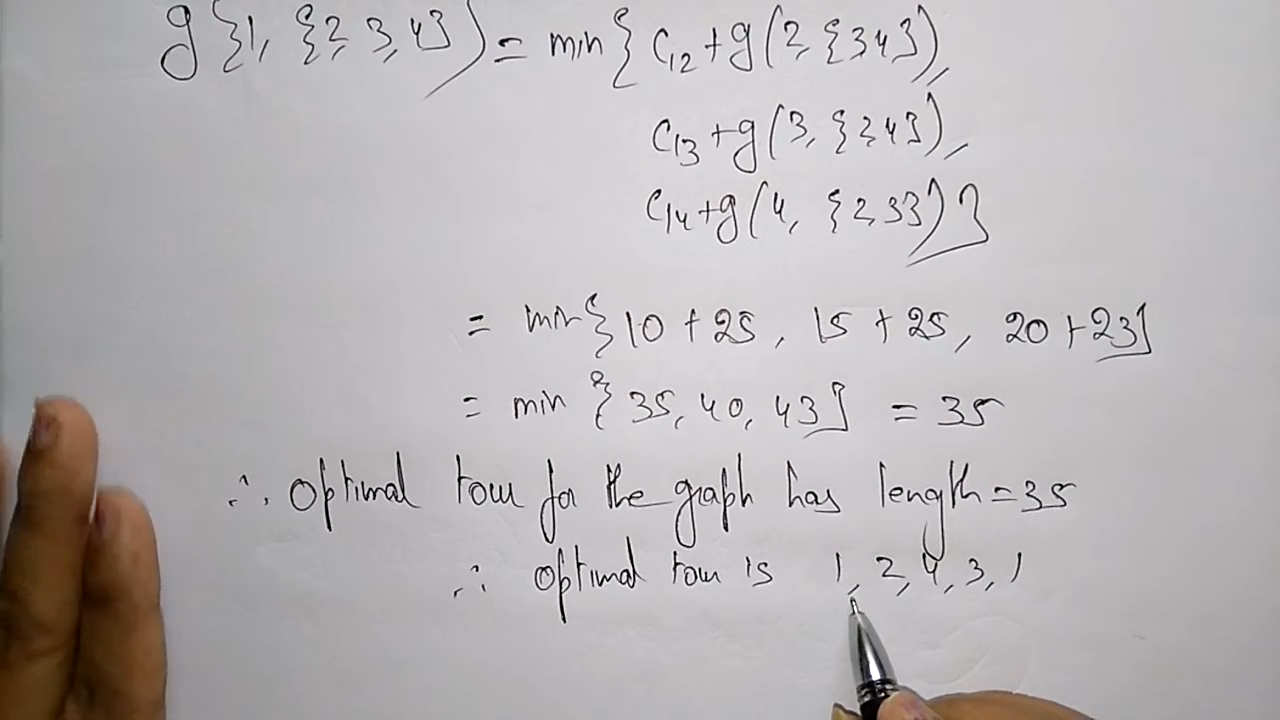 g{1, {2, 3, 4}) = min{C12+g(2, {3 4}),
C13+g(3, {2 4}),
C14+g(4, {2,3})}
= min{10 + 25, 15 + 25, 20 + 23}
= min {35, 40, 43} = 35
∴ optimal tour for the graph has length = 35
∴ optimal tour is 1, 2, 4, 3, 1